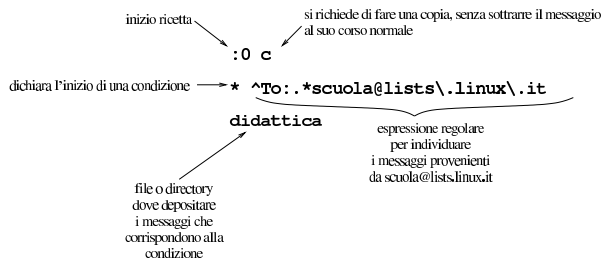 inizio ricetta
si richiede di fare una copia, senza sottrarre il messaggio
al suo corso normale
:0 c
dichiara l'inizio di una condizione
* ^To:.*scuola@lists\.linux\.it
didattica
espressione regolare
per individuare
i messaggi provenienti
da scuola@lists.linux.it
file o directory
dove depositare
i messaggi che
corrispondono alla
condizione